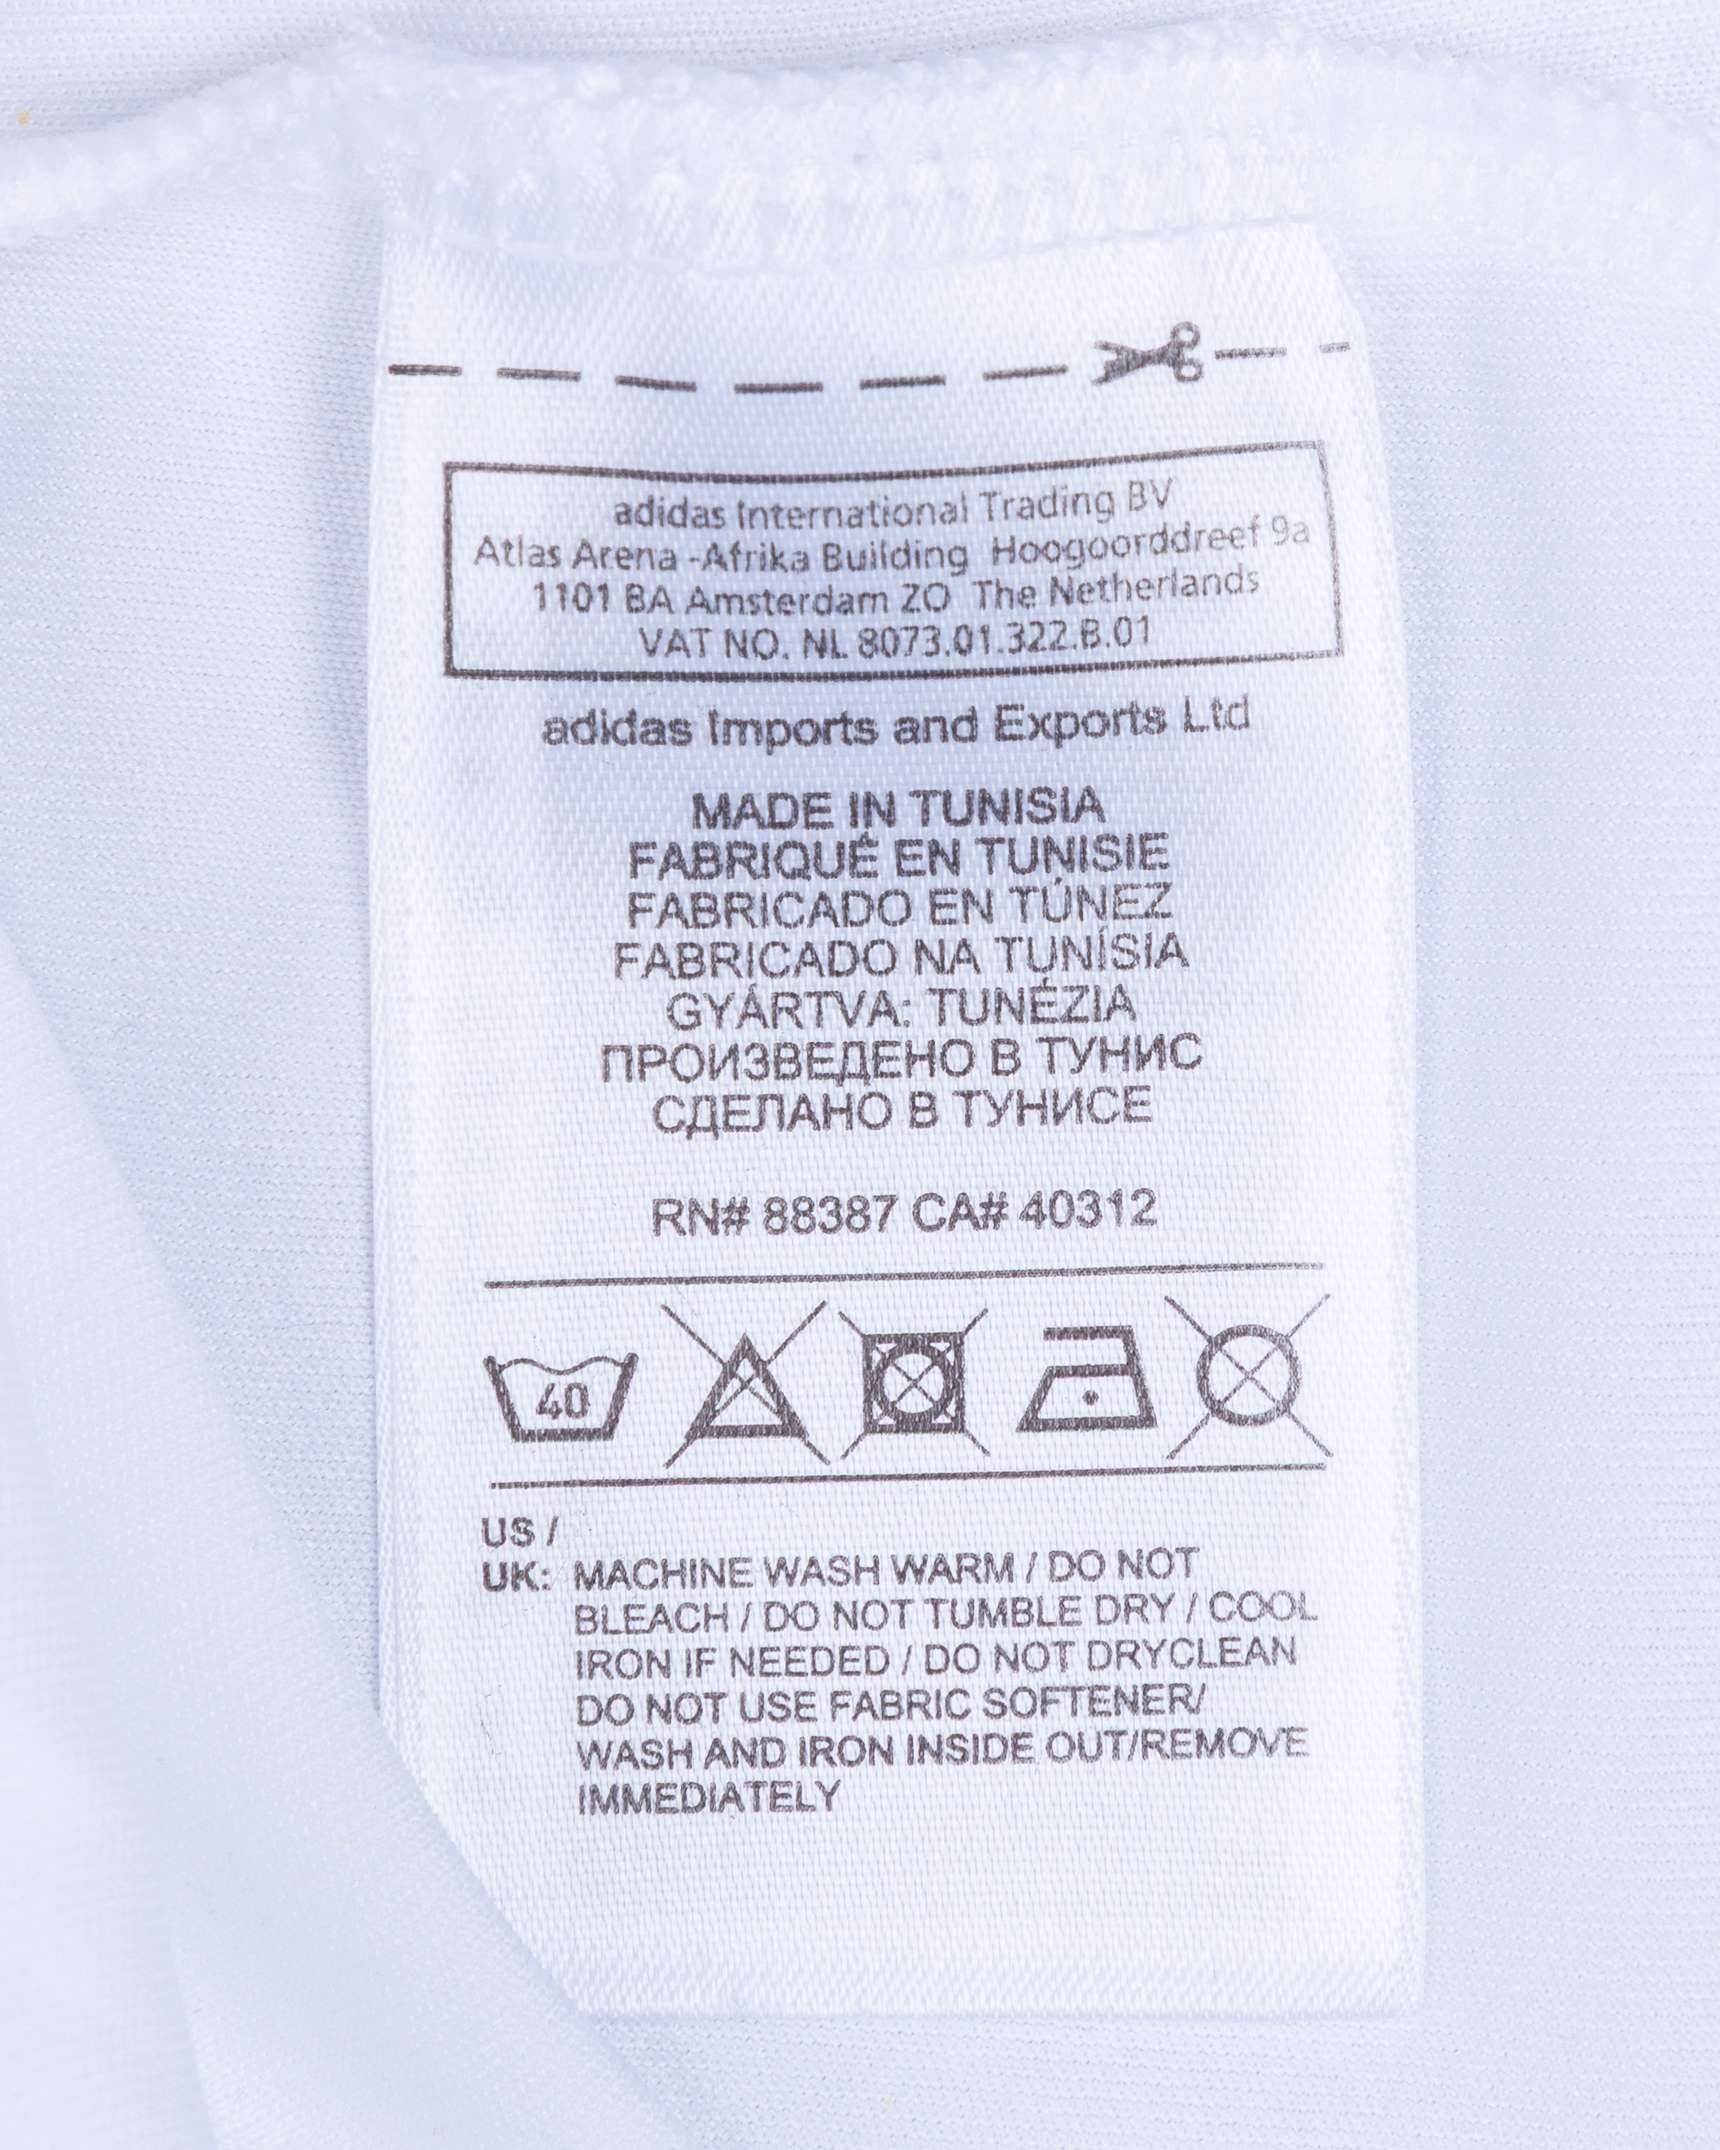 adidas International Trading BV
Atlas Arena -Afrika Building Hoogoorddreef 9a
1101 BA Amsterdam ZO The Netherlands
VAT NO. NL 8073.01.322.B.01
adidas Imports and Exports Ltd
MADE IN TUNISIA
FABRIQUÉ EN TUNISIE
FABRICADO EN TÚNEZ
FABRICADO NA TUNÍSIA
GYÁRTVA: TUNÉZIA
ПРОИЗВЕДЕНО В ТУНИС
СДЕЛАНО В ТУНИСЕ
RN# 88387 CA# 40312
40
US /
UK: MACHINE WASH WARM / DO NOT
BLEACH / DO NOT TUMBLE DRY / COOL
IRON IF NEEDED / DO NOT DRYCLEAN
DO NOT USE FABRIC SOFTENER/
WASH AND IRON INSIDE OUT/REMOVE
IMMEDIATELY